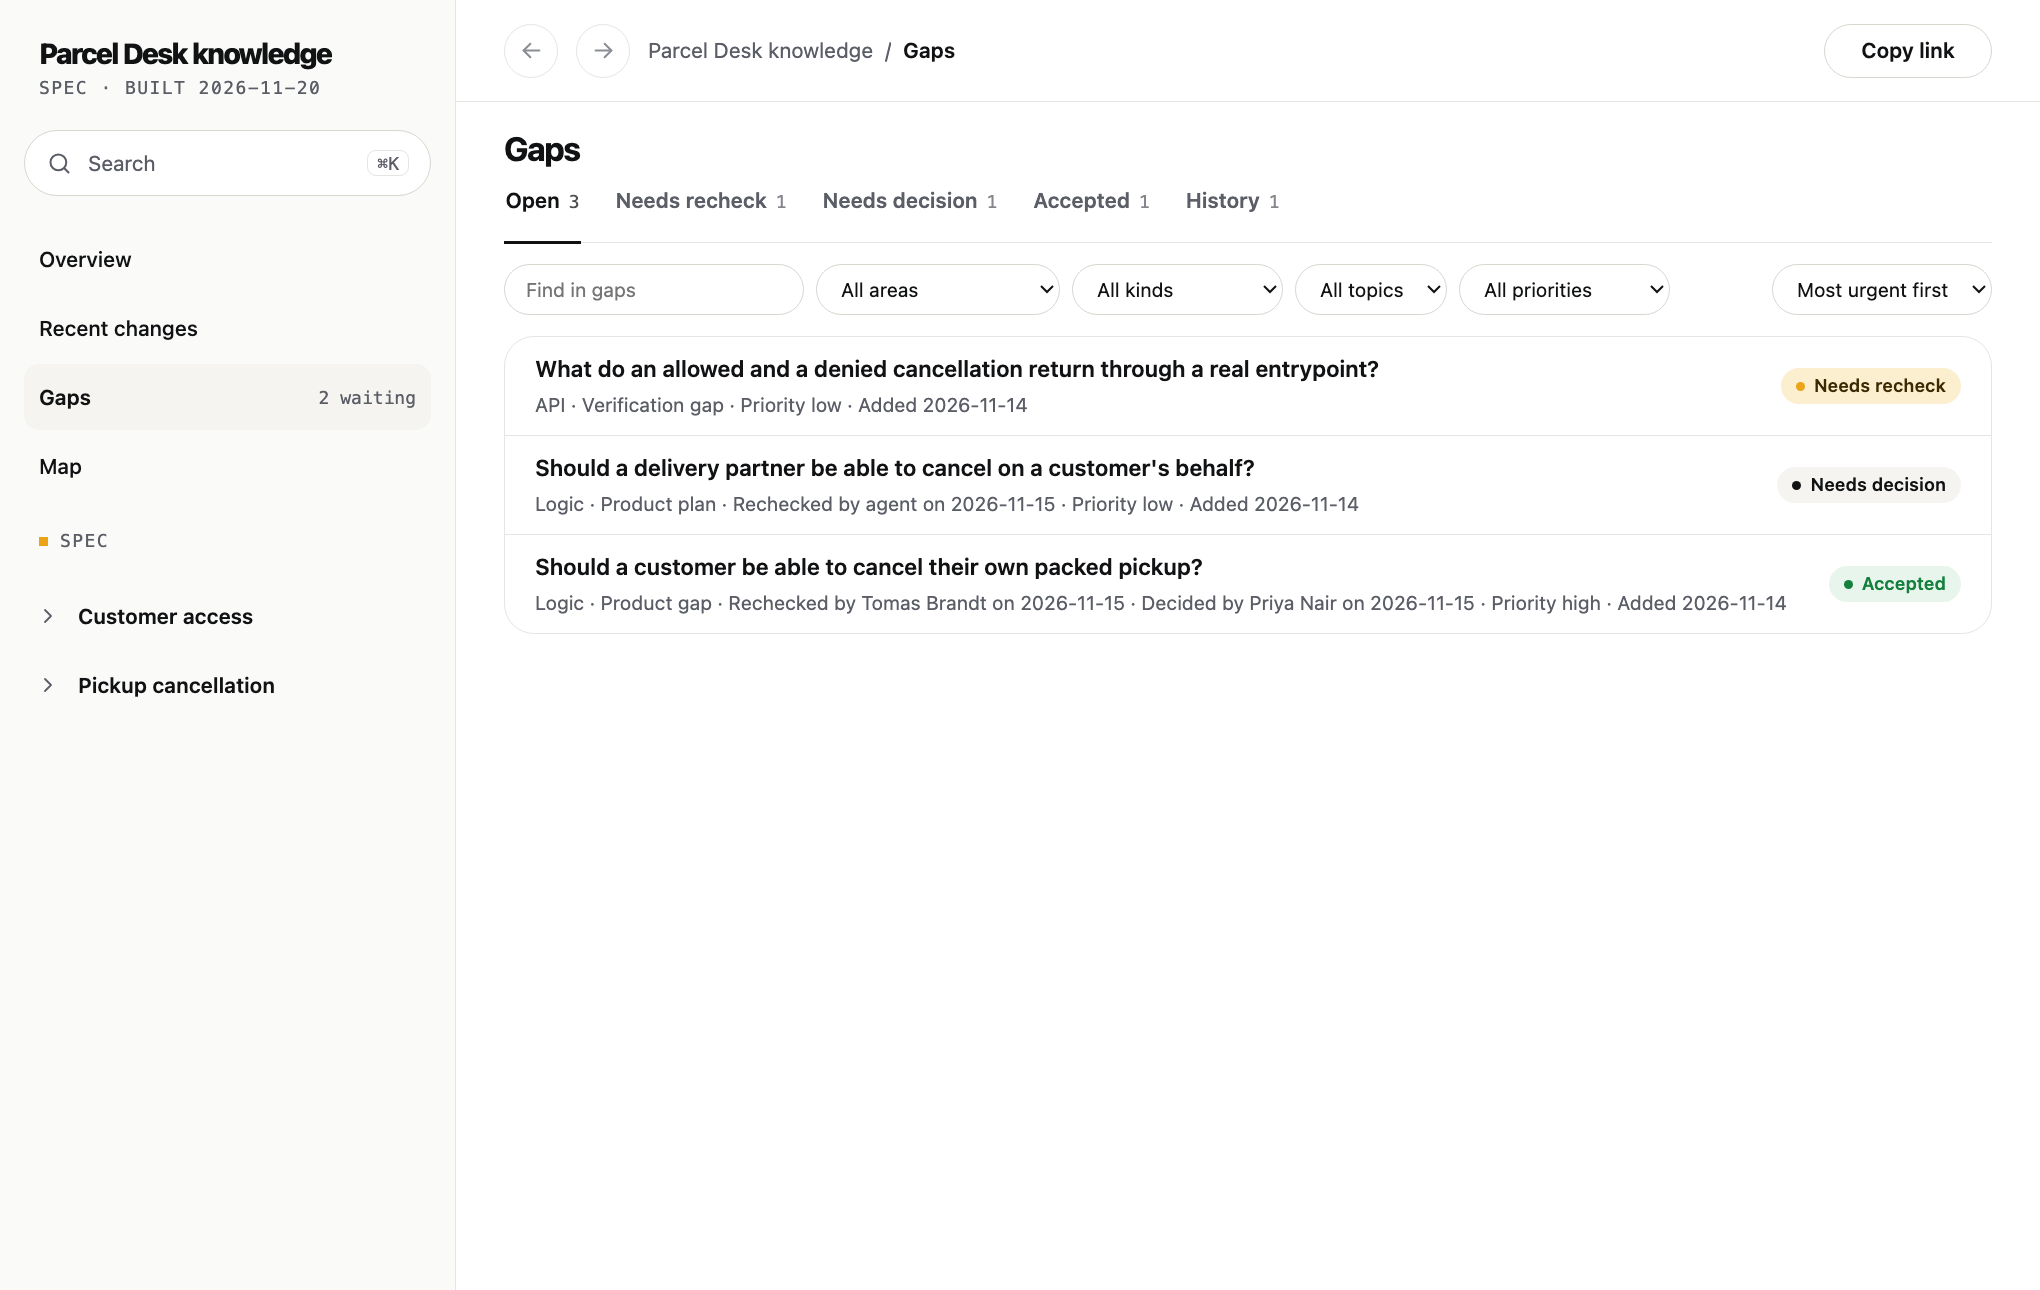 Parcel Desk knowledge
SPEC · BUILT 2026-11-20
Search ⌘K
Overview
Recent changes
Gaps 2 waiting
Map
SPEC
Customer access
Pickup cancellation
Parcel Desk knowledge / Gaps
Copy link
Gaps
Open 3 Needs recheck 1 Needs decision 1 Accepted 1 History 1
Find in gaps All areas All kinds All topics All priorities Most urgent first
What do an allowed and a denied cancellation return through a real entrypoint?
API · Verification gap · Priority low · Added 2026-11-14
Needs recheck
Should a delivery partner be able to cancel on a customer's behalf?
Logic · Product plan · Rechecked by agent on 2026-11-15 · Priority low · Added 2026-11-14
Needs decision
Should a customer be able to cancel their own packed pickup?
Logic · Product gap · Rechecked by Tomas Brandt on 2026-11-15 · Decided by Priya Nair on 2026-11-15 · Priority high · Added 2026-11-14
Accepted